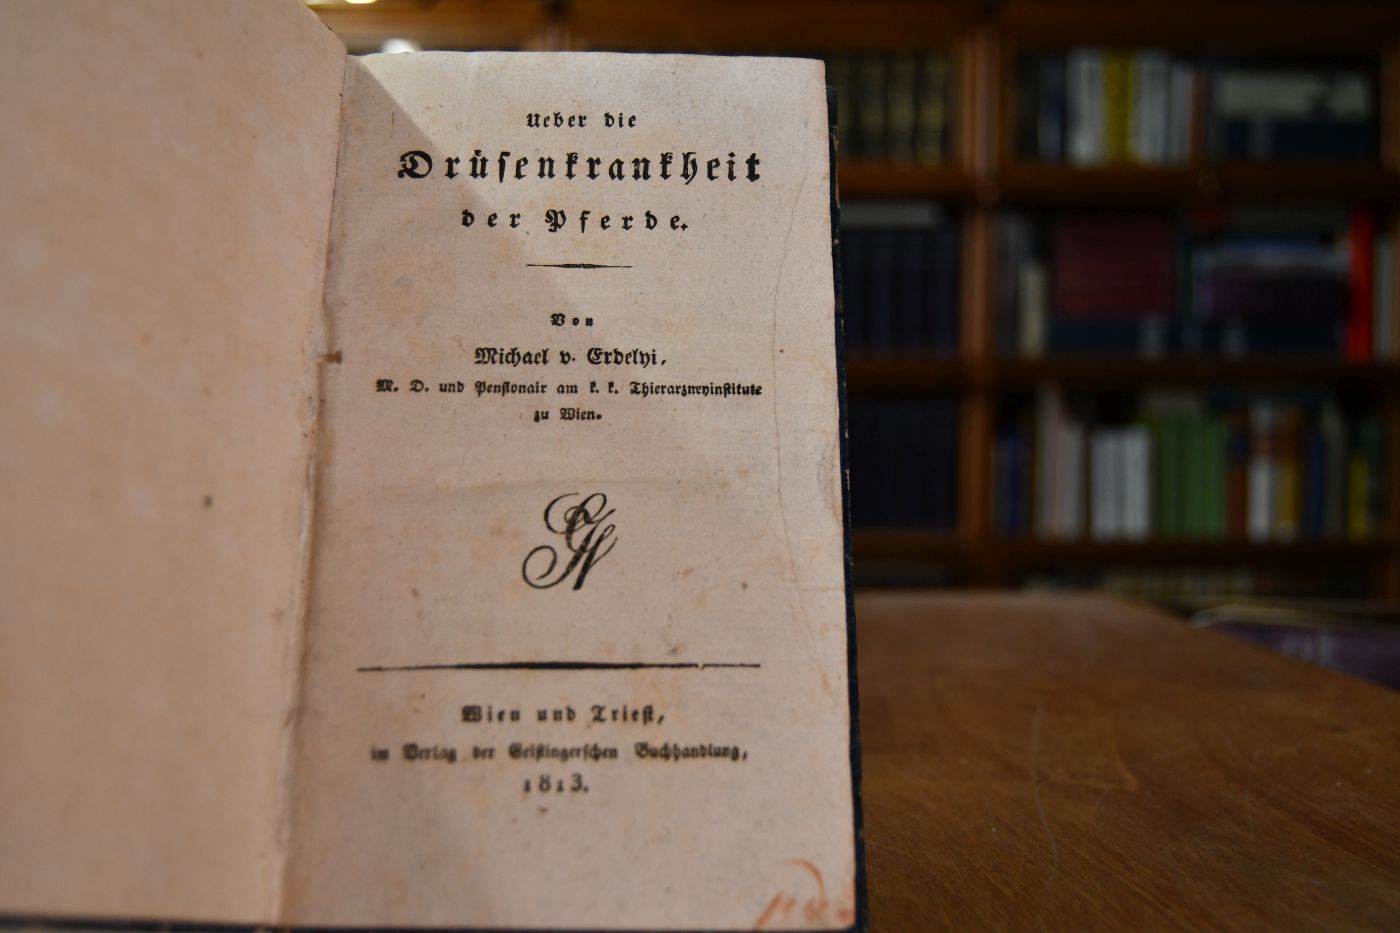 Ueber die
Drüsenkrankheit
der Pferde.
Von
Michael v. Erdelyi,
M. D. und Pensionair am k. k. Thierarzneyinstitute
zu Wien.
Wien und Triest,
im Verlag der Geistingerschen Buchhandlung,
1813.